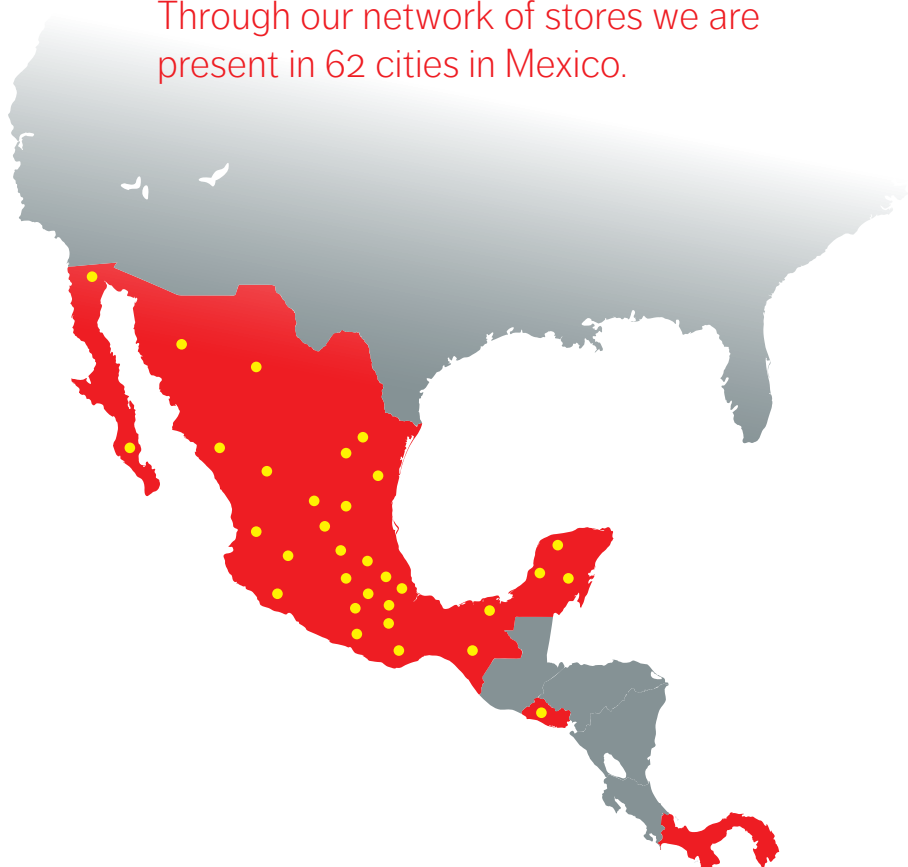 Through our network of stores we are
present in 62 cities in Mexico.